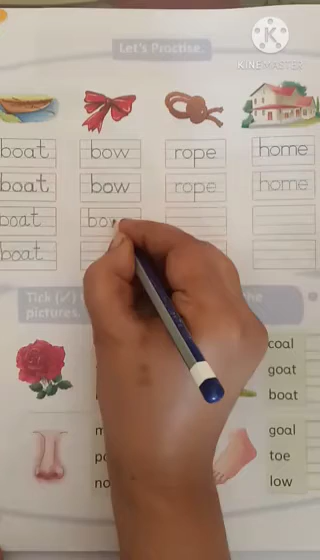 Let's Practise.
KINEMASTER
boat bow rope home
boat bow rope home
boat bow
boat
Tick (✓) the
pictures.
coal
goat
boat
goal
toe
low